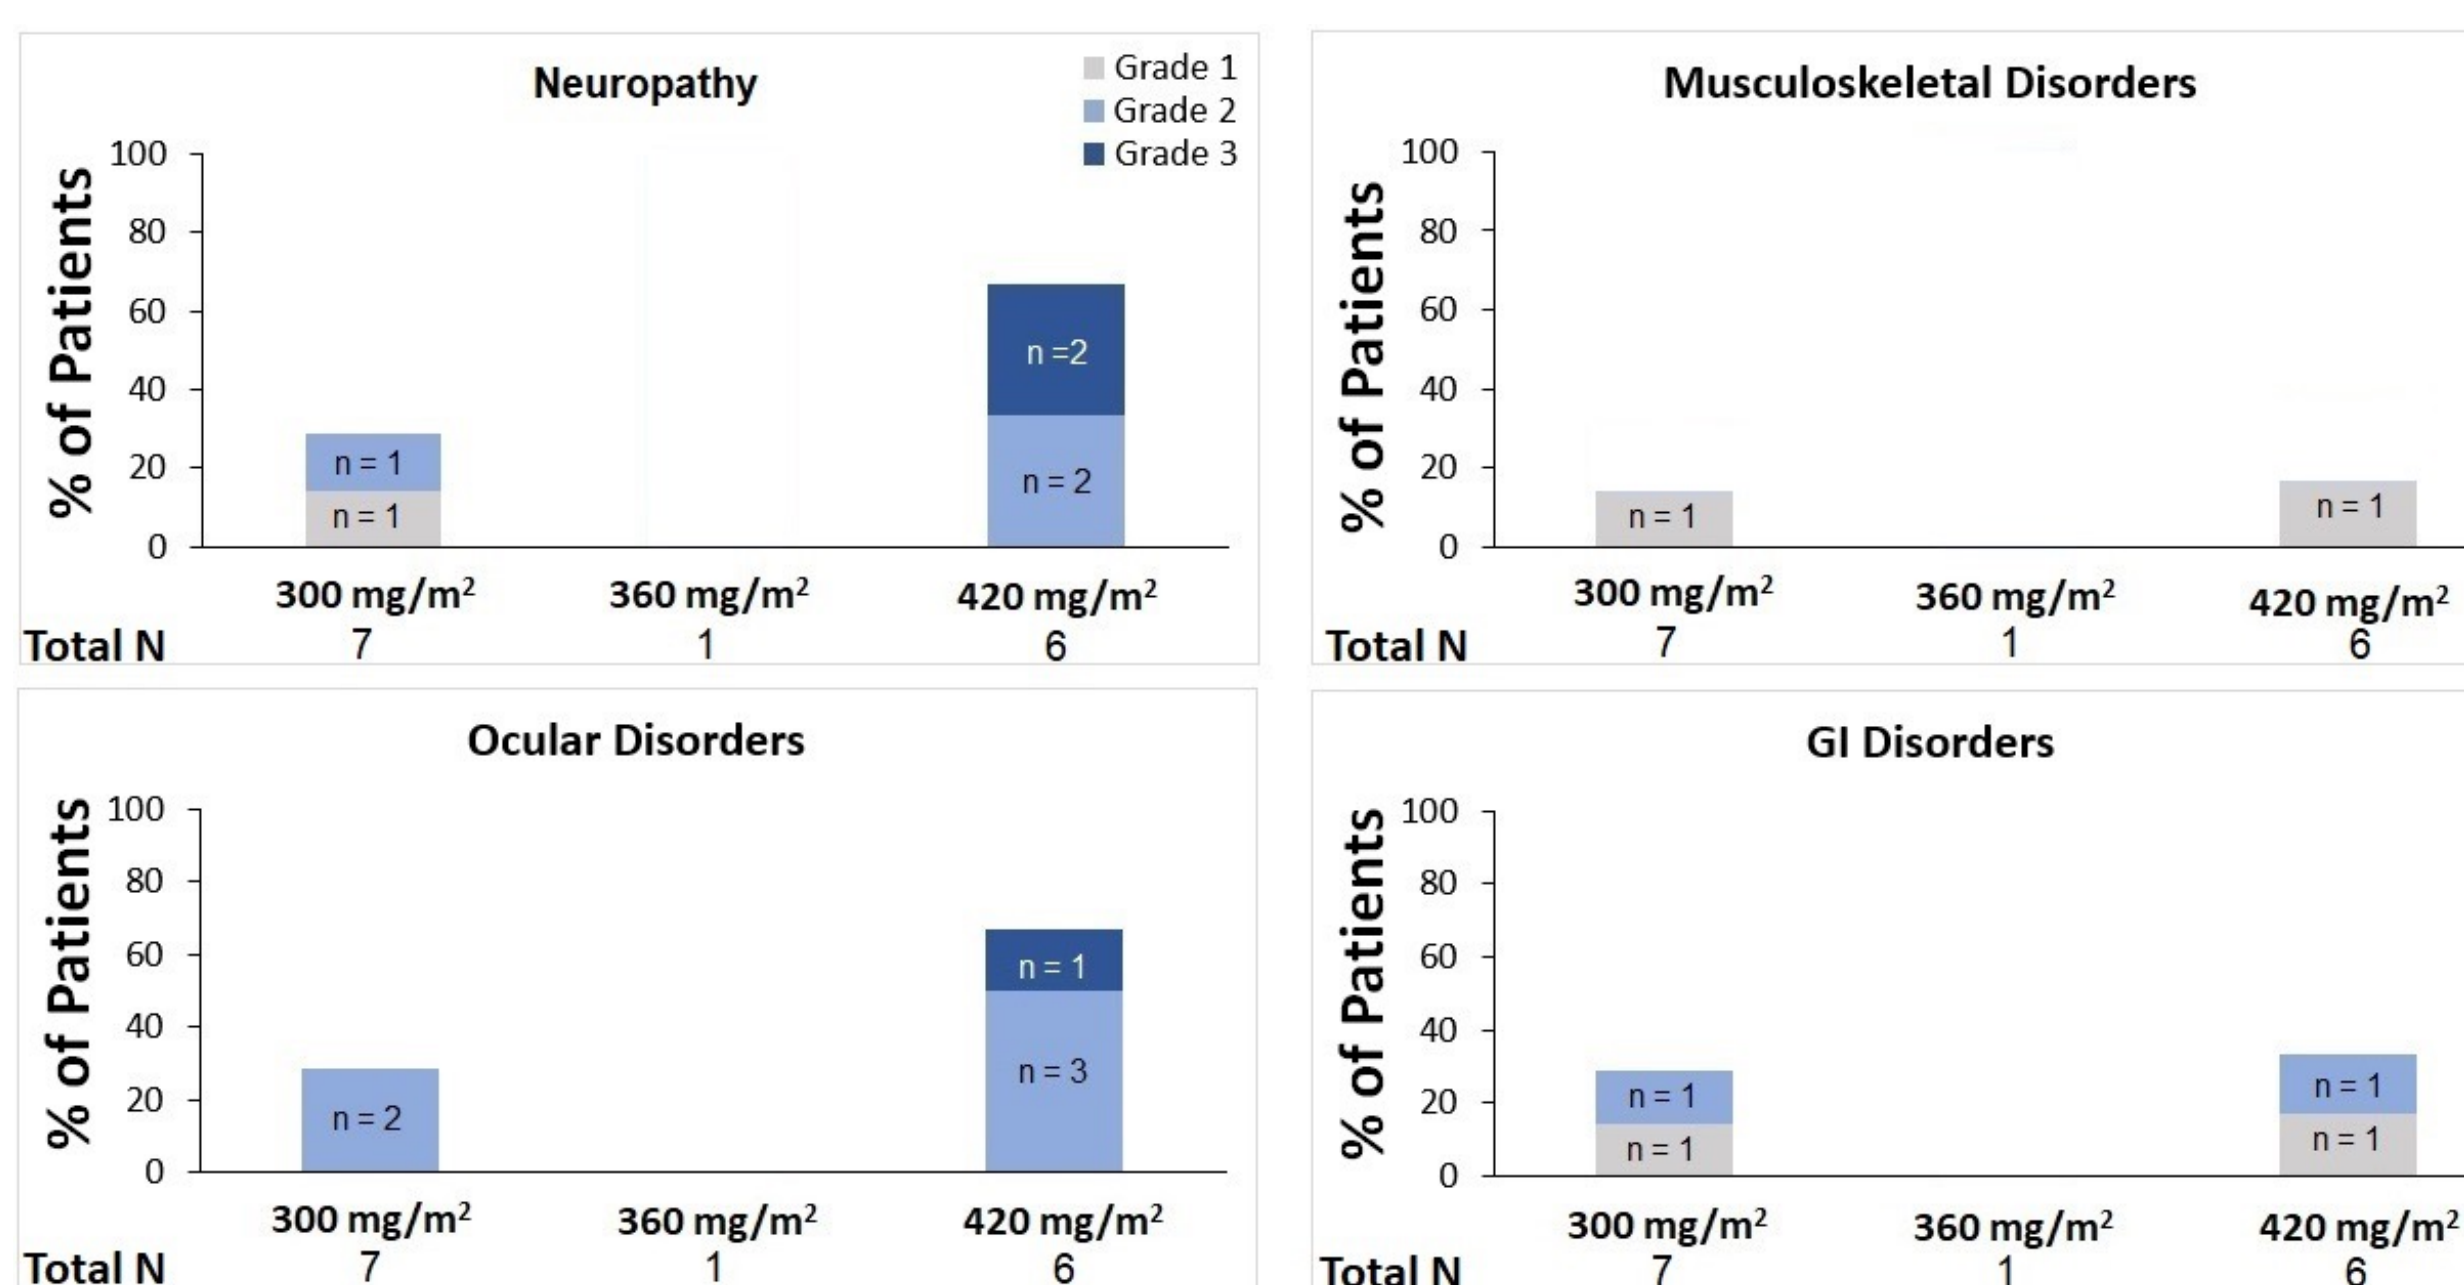 Neuropathy
Grade 1
Grade 2
Grade 3
% of Patients
100
80
60
40
20
0
n =2
n = 2
n = 1
n = 1
300 mg/m² 360 mg/m² 420 mg/m²
Total N 7 1 6
Musculoskeletal Disorders
% of Patients
100
80
60
40
20
0
n = 1
n = 1
300 mg/m² 360 mg/m² 420 mg/m²
Total N 7 1 6
Ocular Disorders
% of Patients
100
80
60
40
20
0
n = 1
n = 3
n = 2
300 mg/m² 360 mg/m² 420 mg/m²
Total N 7 1 6
GI Disorders
% of Patients
100
80
60
40
20
0
n = 1
n = 1
n = 1
n = 1
300 mg/m² 360 mg/m² 420 mg/m²
Total N 7 1 6